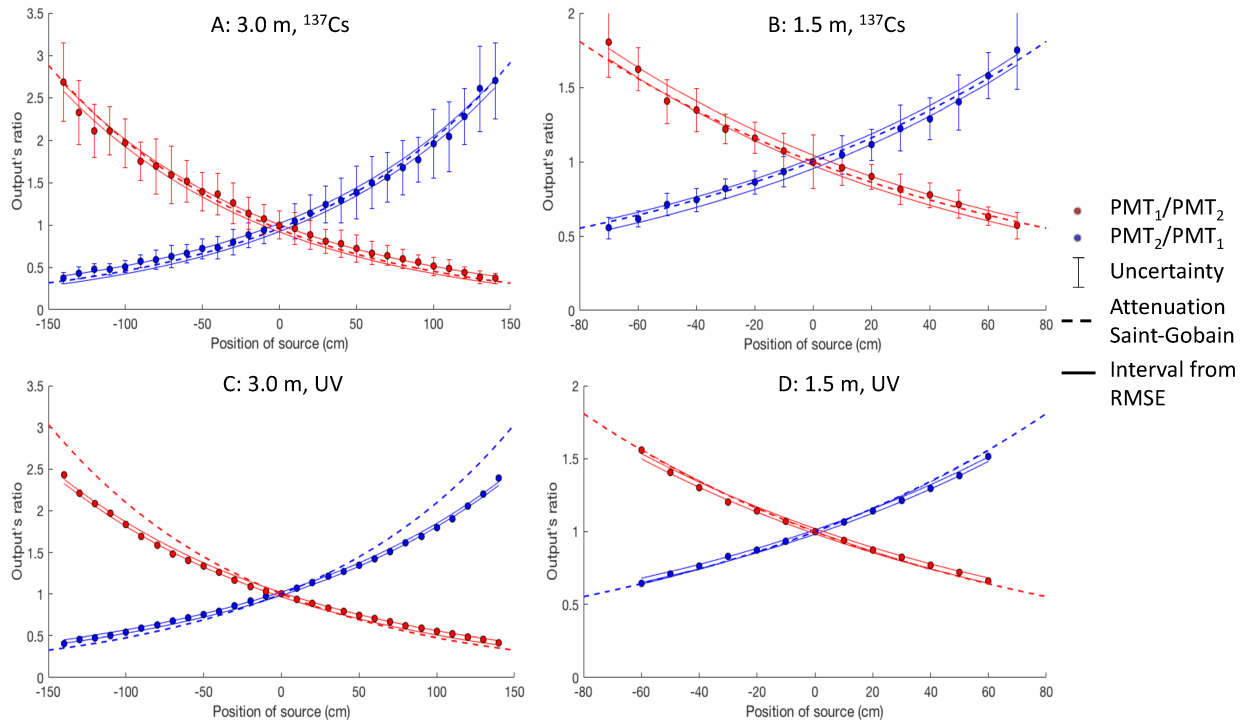 A: 3.0 m, ¹³⁷Cs
3.5
3
2.5
2
1.5
1
0.5
0
Output's ratio
-150 -100 -50 0 50 100 150
Position of source (cm)
B: 1.5 m, ¹³⁷Cs
2
1.5
1
0.5
0
Output's ratio
-80 -60 -40 -20 0 20 40 60 80
Position of source (cm)
PMT₁/PMT₂
PMT₂/PMT₁
Uncertainty
Attenuation
Saint-Gobain
Interval from
RMSE
C: 3.0 m, UV
3.5
3
2.5
2
1.5
1
0.5
0
Output's ratio
-150 -100 -50 0 50 100 150
Position of source (cm)
D: 1.5 m, UV
2
1.5
1
0.5
0
Output's ratio
-80 -60 -40 -20 0 20 40 60 80
Position of source (cm)